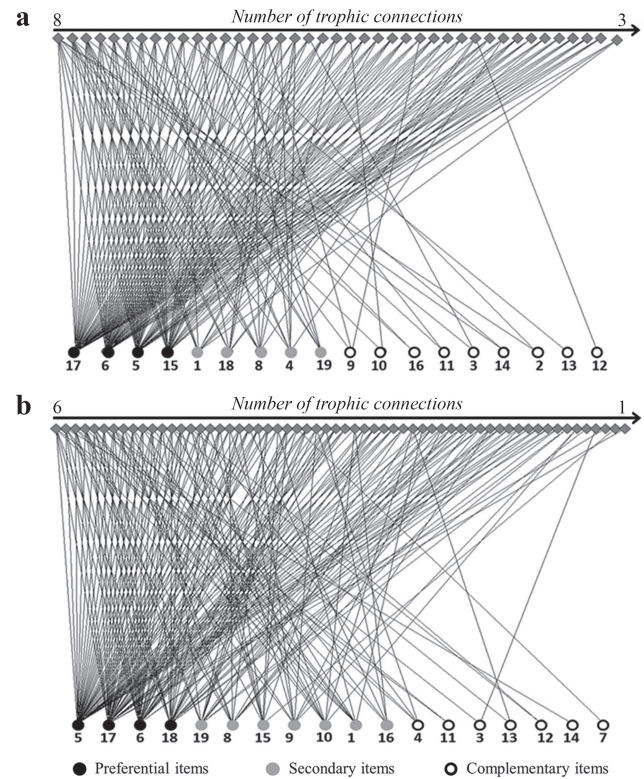 a
Number of trophic connections
8 3
17 6 5 15 1 18 8 4 19 9 10 16 11 3 14 2 13 12
b
Number of trophic connections
6 1
5 17 6 18 19 8 15 9 10 1 16 4 11 3 13 12 14 7
Preferential items Secondary items Complementary items